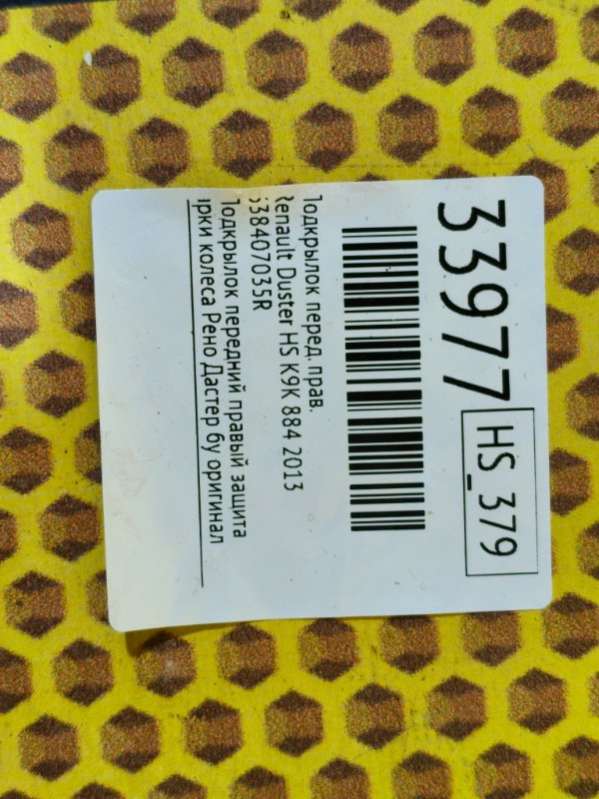 33977 HS_379
Подкрылок перед. прав.
Renault Duster HS K9K 884 2013
638407035R
Подкрылок передний правый защита
арки колеса Рено Дастер бу оригинал